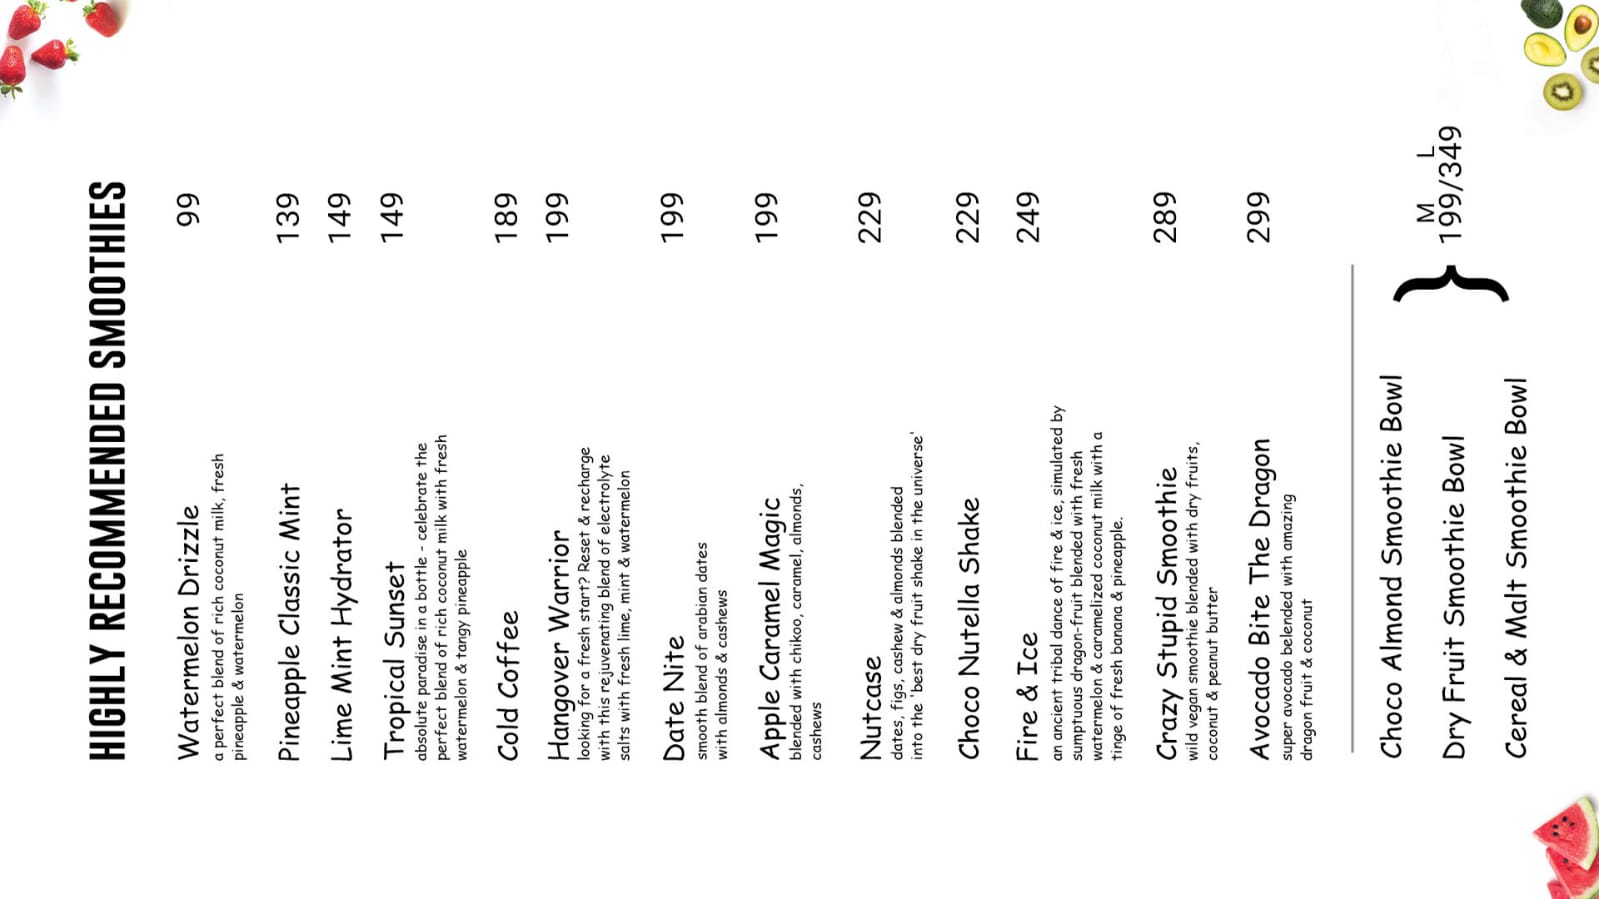 HIGHLY RECOMMENDED SMOOTHIES
Watermelon Drizzle 99
a perfect blend of rich coconut milk, fresh
pineapple & watermelon
Pineapple Classic Mint 139
Lime Mint Hydrator 149
Tropical Sunset 149
absolute paradise in a bottle - celebrate the
perfect blend of rich coconut milk with fresh
watermelon & tangy pineapple
Cold Coffee 189
Hangover Warrior 199
looking for a fresh start? Reset & recharge
with this rejuvenating blend of electrolyte
salts with fresh lime, mint & watermelon
Date Nite 199
smooth blend of arabian dates
with almonds & cashews
Apple Caramel Magic 199
blended with chikoo, caramel, almonds,
cashews
Nutcase 229
dates, figs, cashew & almonds blended
into the 'best dry fruit shake in the universe'
Choco Nutella Shake 229
Fire & Ice 249
an ancient tribal dance of fire & ice, simulated by
sumptuous dragon-fruit blended with fresh
watermelon & caramelized coconut milk with a
tinge of fresh banana & pineapple.
Crazy Stupid Smoothie 289
wild vegan smoothie blended with dry fruits,
coconut & peanut butter
Avocado Bite The Dragon 299
super avocado belended with amazing
dragon fruit & coconut
Choco Almond Smoothie Bowl
M L
Dry Fruit Smoothie Bowl 199/349
Cereal & Malt Smoothie Bowl